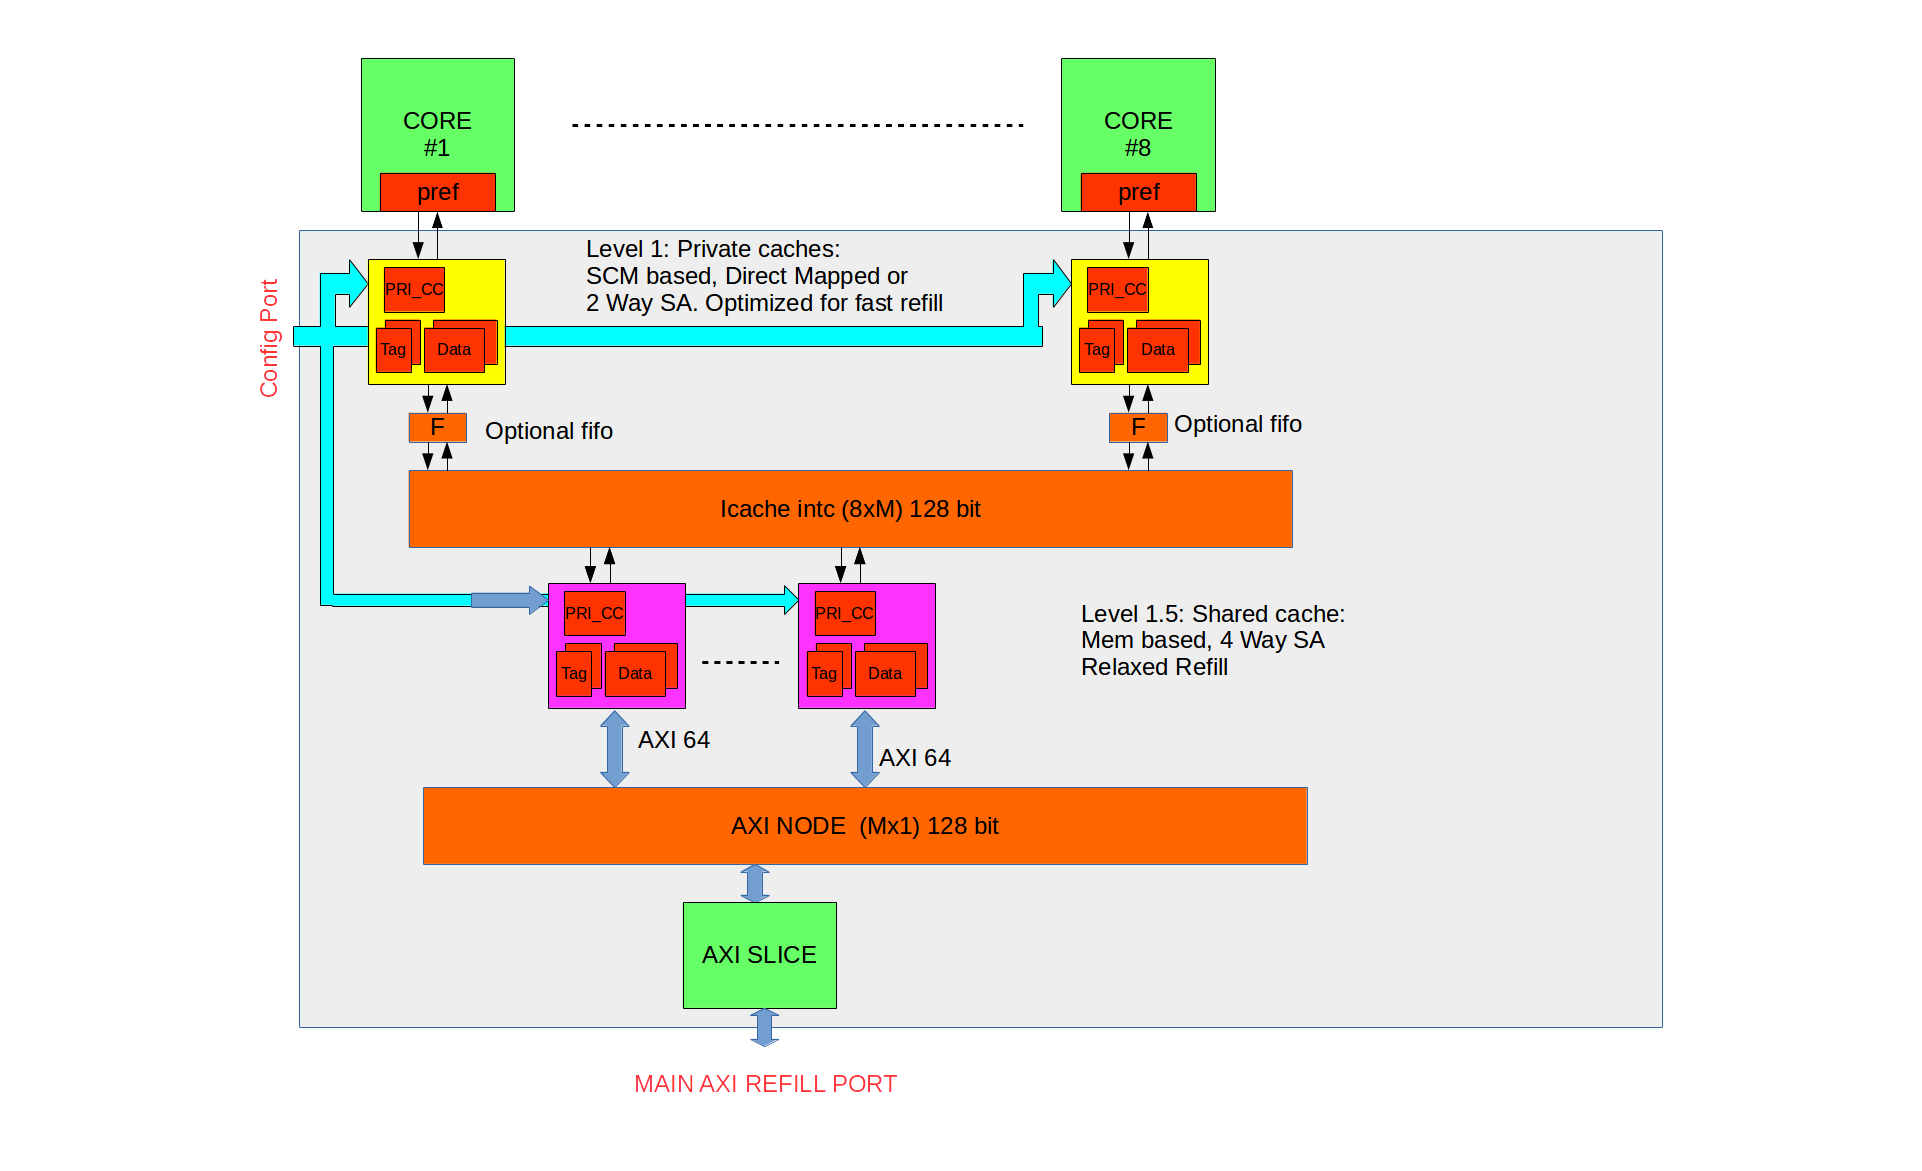 CORE
#1
pref
CORE
#8
pref
Config Port
Level 1: Private caches:
SCM based, Direct Mapped or
2 Way SA. Optimized for fast refill
PRI_CC
Tag
Data
PRI_CC
Tag
Data
F
Optional fifo
F
Optional fifo
Icache intc (8xM) 128 bit
PRI_CC
Tag
Data
PRI_CC
Tag
Data
Level 1.5: Shared cache:
Mem based, 4 Way SA
Relaxed Refill
AXI 64
AXI 64
AXI NODE  (Mx1) 128 bit
AXI SLICE
MAIN AXI REFILL PORT